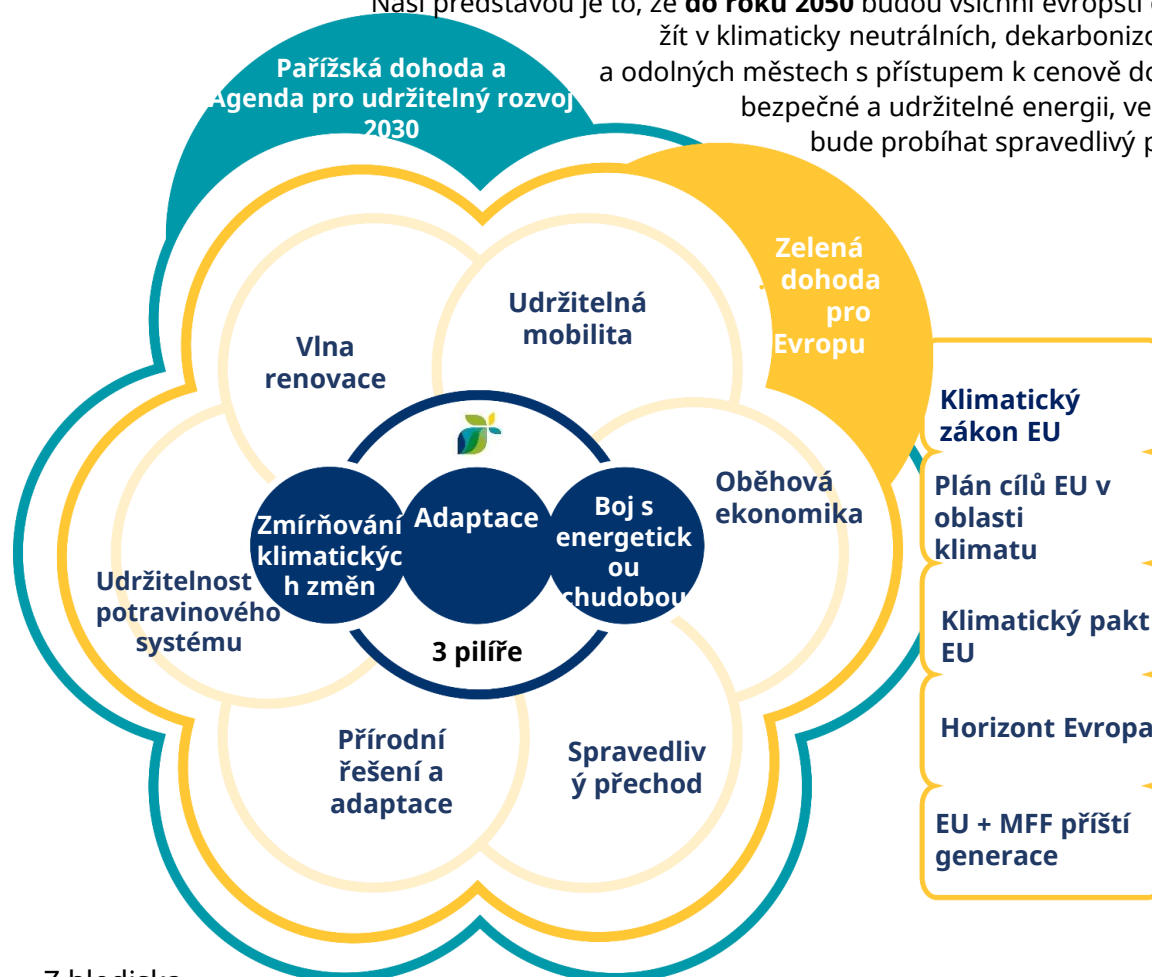 Naší představou je to, že do roku 2050 budou všichni evropští
žít v klimaticky neutrálních,
a odolných městech s přístupem k cenově
bezpečné a udržitelné energii,
bude probíhat spravedlivý
Pařížská dohoda a
Agenda pro udržitelný rozvoj
2030
Zelená
dohoda
pro
Evropu
Udržitelná
mobilita
Vlna
renovace
Klimatický
zákon EU
Oběhová
ekonomika
Plán cílů EU v
oblasti
klimatu
Zmírňování
klimatickýc
h změn
Adaptace
Boj s
energetick
ou
chudobou
Udržitelnost
potravinového
systému
3 pilíře
Klimatický pakt
EU
Horizont Evropa
Přírodní
řešení a
adaptace
Spravedliv
ý přechod
EU + MFF příští
generace
Z hlediska